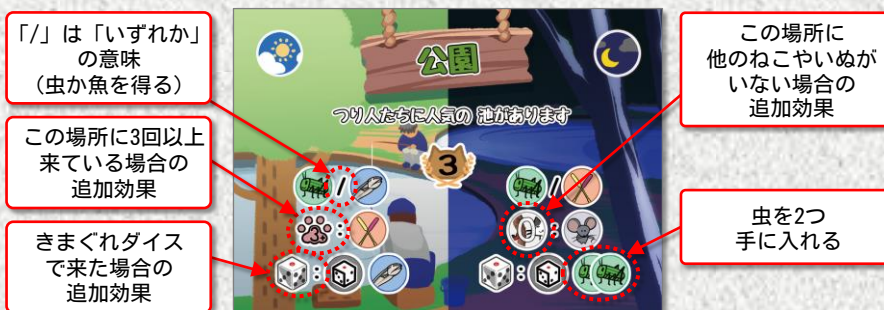 「/」は「いずれか」
の意味
（虫か魚を得る）
この場所に3回以上
来ている場合の
追加効果
きまぐれダイス
で来た場合の
追加効果
公園
つり人たちに人気の 池があります
3
/
/
3:
:
:
:
この場所に
他のねこやいぬが
いない場合の
追加効果
虫を2つ
手に入れる